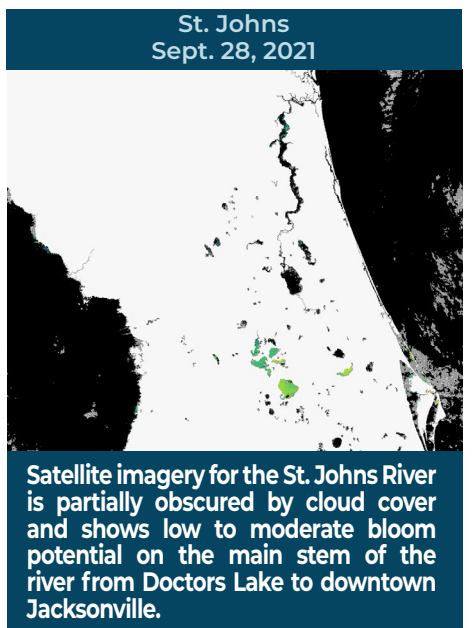 St. Johns
Sept. 28, 2021
Satellite imagery for the St. Johns River
is partially obscured by cloud cover
and shows low to moderate bloom
potential on the main stem of the
river from Doctors Lake to downtown
Jacksonville.